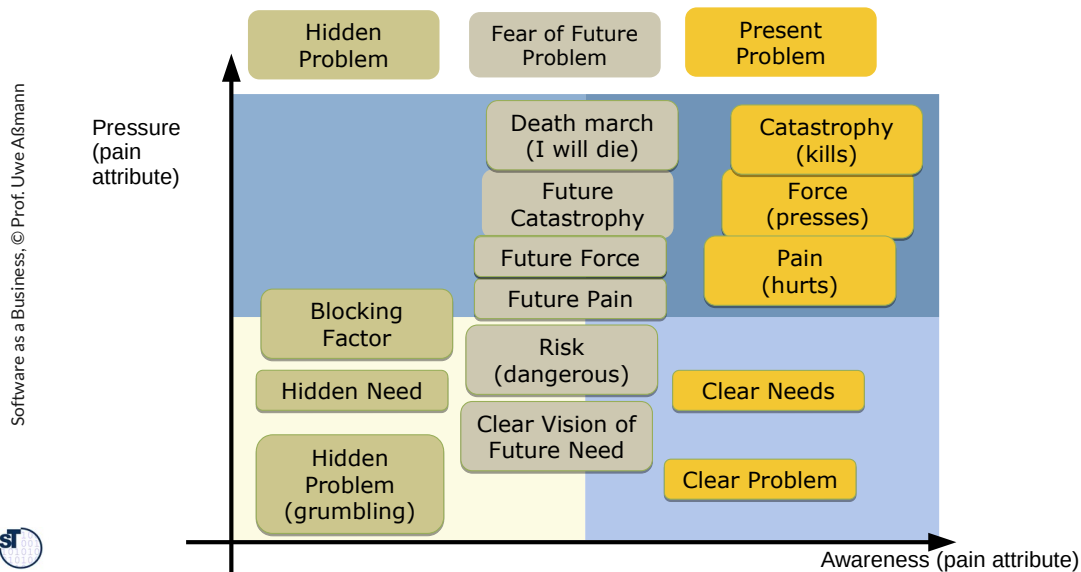 Hidden
Problem
Fear of Future
Problem
Present
Problem
Software as a Business, © Prof. Uwe Aßmann
Pressure
(pain
attribute)
Death march
(I will die)
Catastrophy
(kills)
Future
Catastrophy
Force
(presses)
Future Force
Pain
(hurts)
Future Pain
Blocking
Factor
Risk
(dangerous)
Hidden Need
Clear Needs
Clear Vision of
Future Need
Hidden
Problem
(grumbling)
Clear Problem
ST
Awareness (pain attribute)